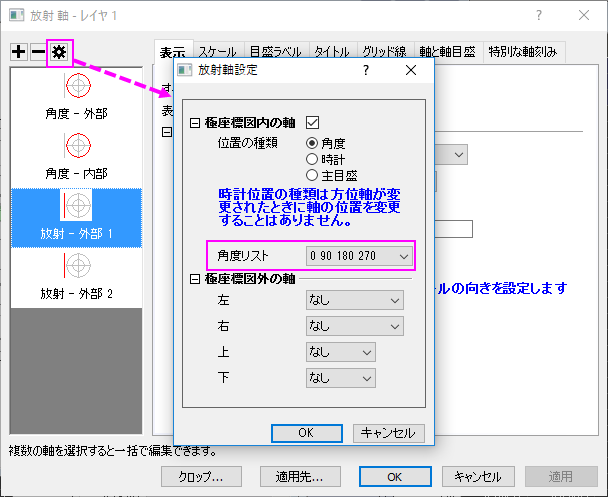 放射 軸 - レイヤ 1
表示 スケール 目盛ラベル タイトル グリッド線 軸と軸目盛 特別な軸刻み
角度 - 外部
角度 - 内部
放射 - 外部 1
放射 - 外部 2
す
表
放射軸設定
極座標図内の軸
位置の種類
角度
時計
主目盛
時計位置の種類は方位軸が変
更されたときに軸の位置を変更
することはありません。
角度リスト 0 90 180 270
極座標図外の軸
左 なし
右 なし
上 なし
下 なし
OK キャンセル
ールの向きを設定します
複数の軸を選択すると一括で編集できます。
クロップ... 適用先... OK キャンセル 適用